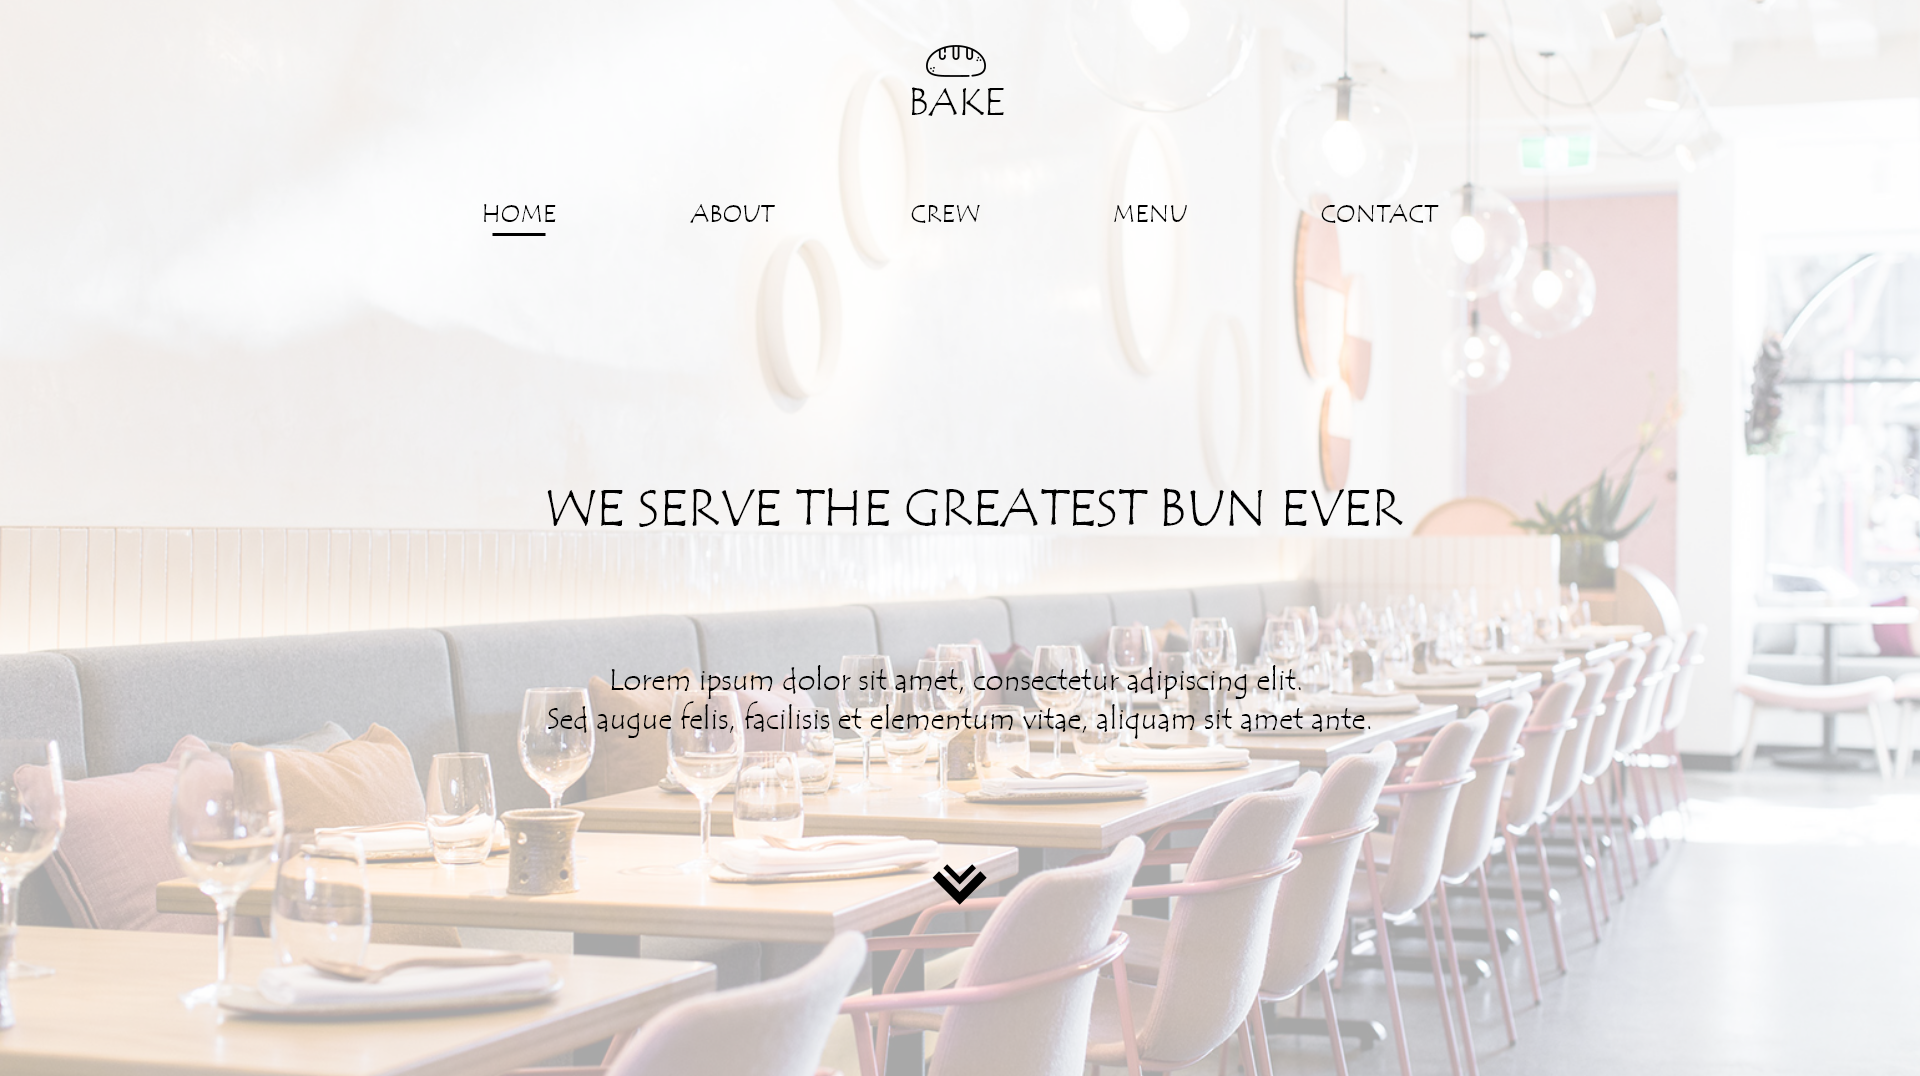 BAKE
HOME ABOUT CREW MENU CONTACT
WE SERVE THE GREATEST BUN EVER
Lorem ipsum dolor sit amet, consectetur adipiscing elit.
Sed augue felis, facilisis et elementum vitae, aliquam sit amet ante.